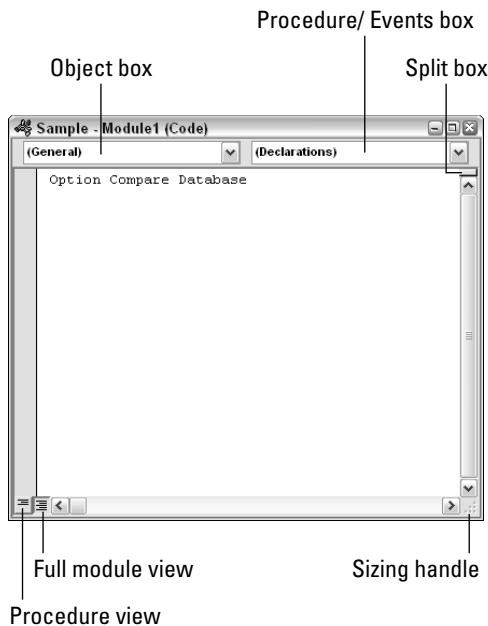 Procedure/ Events box
Object box
Split box
Sample - Module1 (Code)
(General)
(Declarations)
Option Compare Database
Full module view
Sizing handle
Procedure view